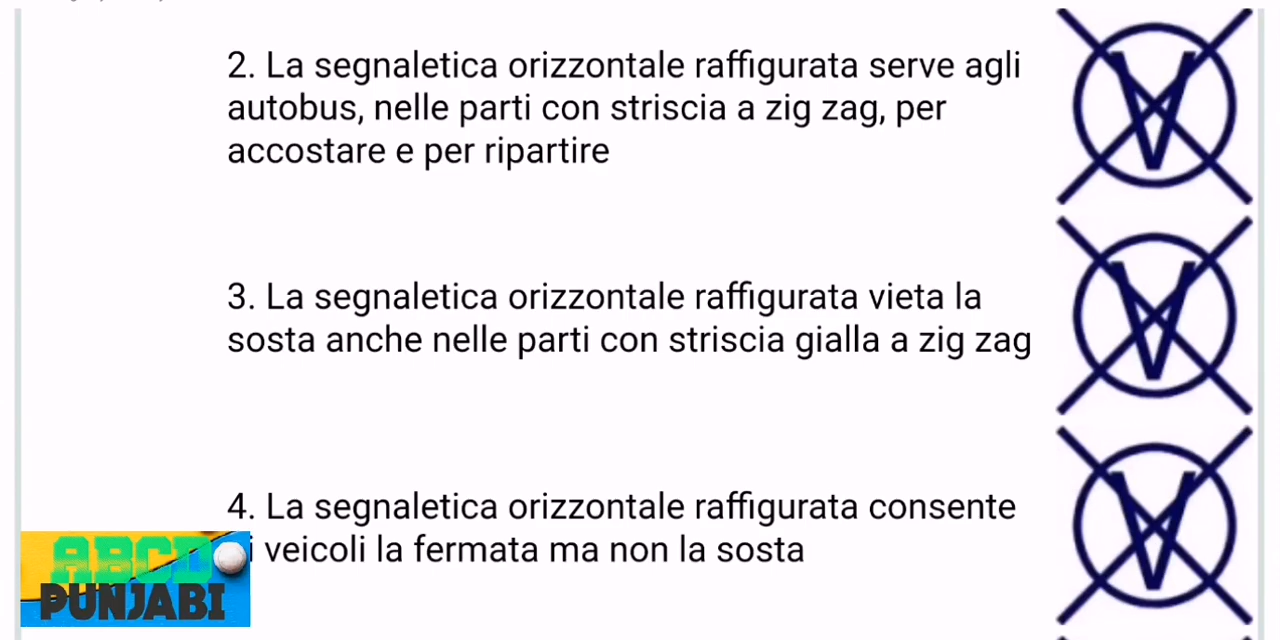 2. La segnaletica orizzontale raffigurata serve agli
autobus, nelle parti con striscia a zig zag, per
accostare e per ripartire
V
3. La segnaletica orizzontale raffigurata vieta la
sosta anche nelle parti con striscia gialla a zig zag
V
4. La segnaletica orizzontale raffigurata consente
veicoli la fermata ma non la sosta
V
ABCD
PUNJABI